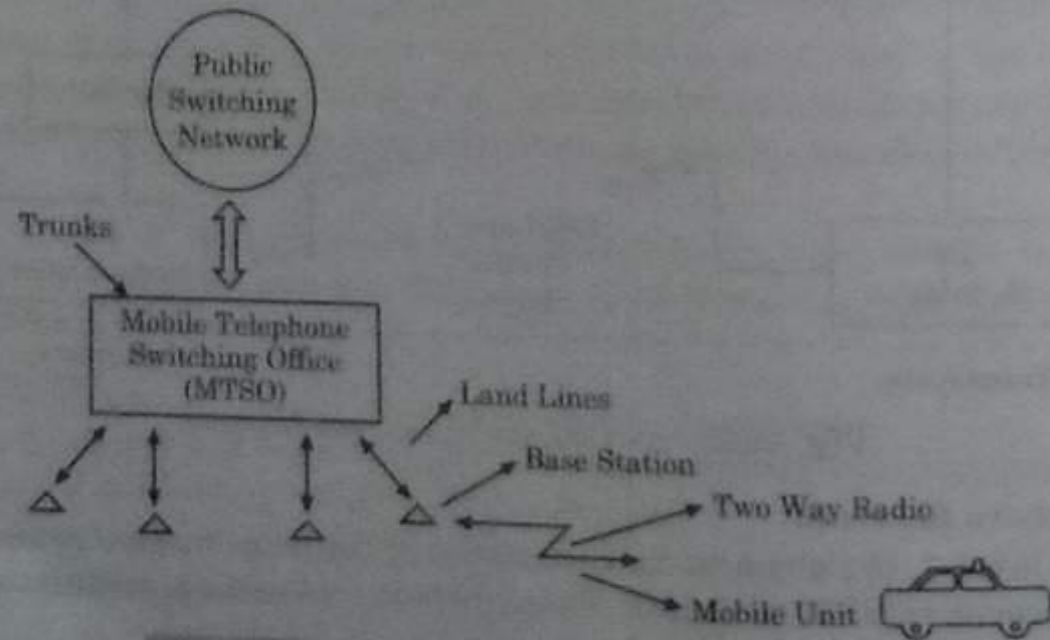 Public
Switching
Network
Trunks
Mobile Telephone
Switching Office
(MTSO)
Land Lines
Base Station
Two Way Radio
Mobile Unit